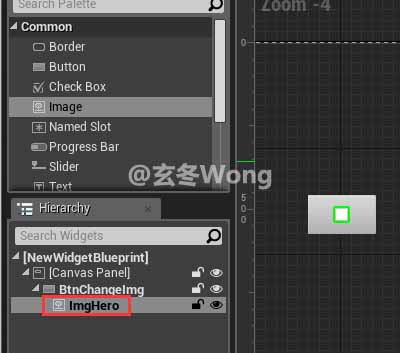 Search Palette
Common
Border
Button
Check Box
Image
Named Slot
Progress Bar
Slider
Text
Zoom -4
0
@玄冬Wong
5
0
0
Hierarchy
Search Widgets
[NewWidgetBlueprint]
[Canvas Panel]
BtnChangeImg
ImgHero